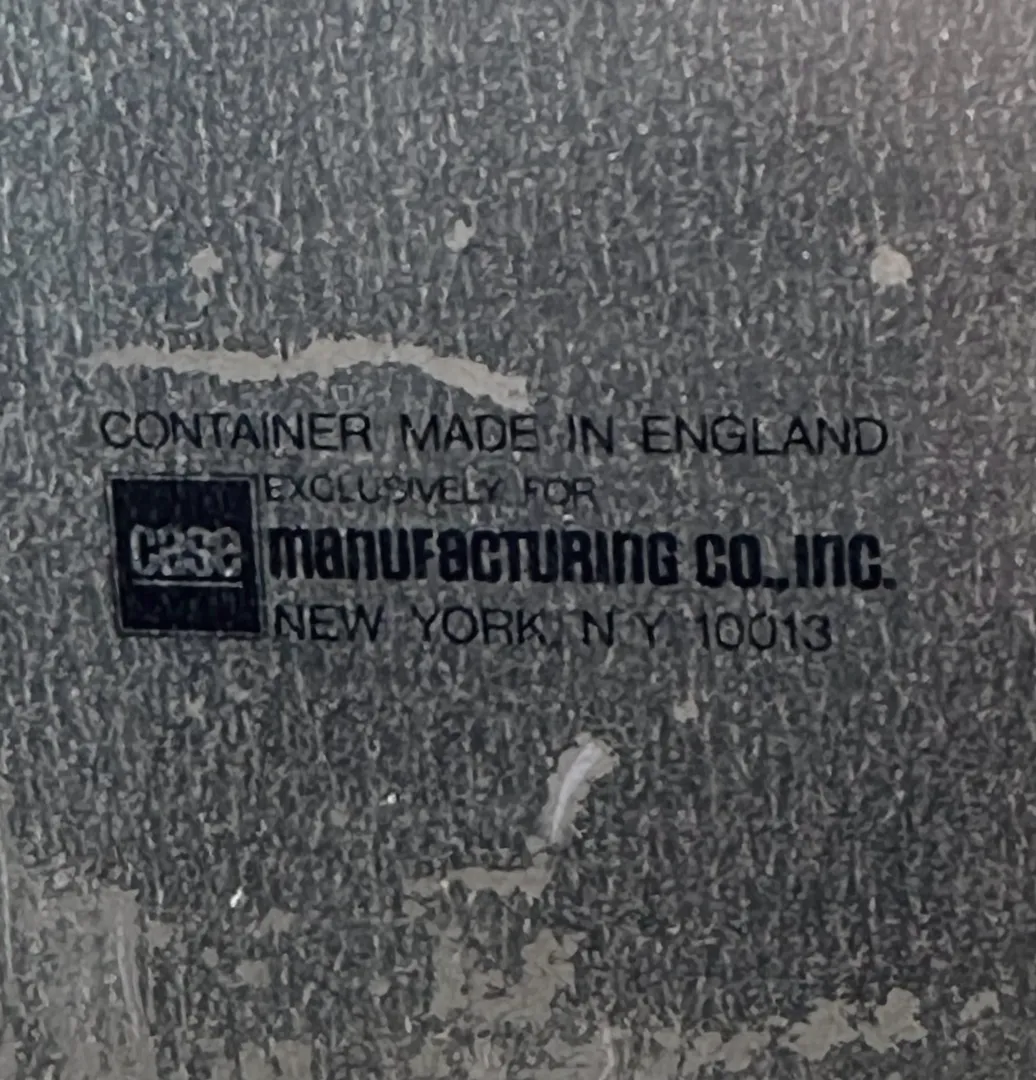 CONTAINER MADE IN ENGLAND
EXCLUSIVELY FOR
case manufacturing co., inc.
NEW YORK, N.Y. 10013